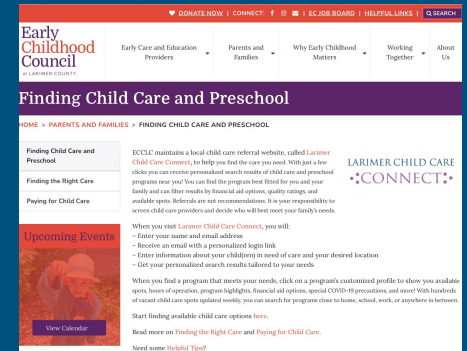 DONATE NOW | CONNECT: | EC JOB BOARD | HELPFUL LINKS | SEARCH
Early
Childhood
Council
of LARIMER COUNTY
Early Care and Education
Providers
Parents and
Families
Why Early Childhood
Matters
Working
Together
About
Us
Finding Child Care and Preschool
HOME > PARENTS AND FAMILIES > FINDING CHILD CARE AND PRESCHOOL
Finding Child Care and
Preschool
Finding the Right Care
Paying for Child Care
Upcoming Events
View Calendar
ECCLC maintains a local child care referral website, called Larimer
Child Care Connect, to help you find the care you need. With just a few
clicks you can receive personalized search results of child care and preschool
programs near you! You can find the program best fitted for you and your
family and can filter results by financial aid options, quality ratings, and
available spots. Referrals are not recommendations. It is your responsibility to
screen child care providers and decide who will best meet your family's needs.
LARIMER CHILD CARE
CONNECT
When you visit Larimer Child Care Connect, you will:
– Enter your name and email address
– Receive an email with a personalized login link
– Enter information about your child(ren) in need of care and your desired location
– Get your personalized search results tailored to your needs
When you find a program that meets your needs, click on a program's customized profile to show you available
spots, hours of operation, program highlights, financial aid options, special COVID-19 precautions, and more! With hundreds
of vacant child care spots updated weekly, you can search for programs close to home, school, work, or anywhere in between.
Start finding available child care options here.
Read more on Finding the Right Care and Paying for Care.
Need some Helpful Tips?